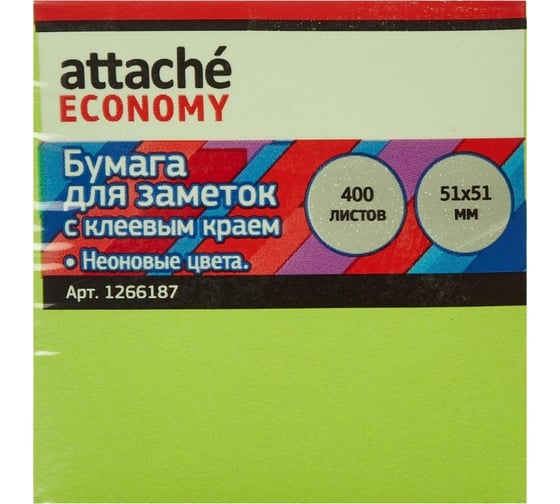 attaché
ECONOMY
Бумага
для заметок
с клеевым краем
• Неоновые цвета.
400
листов
51x51
мм
Арт. 1266187